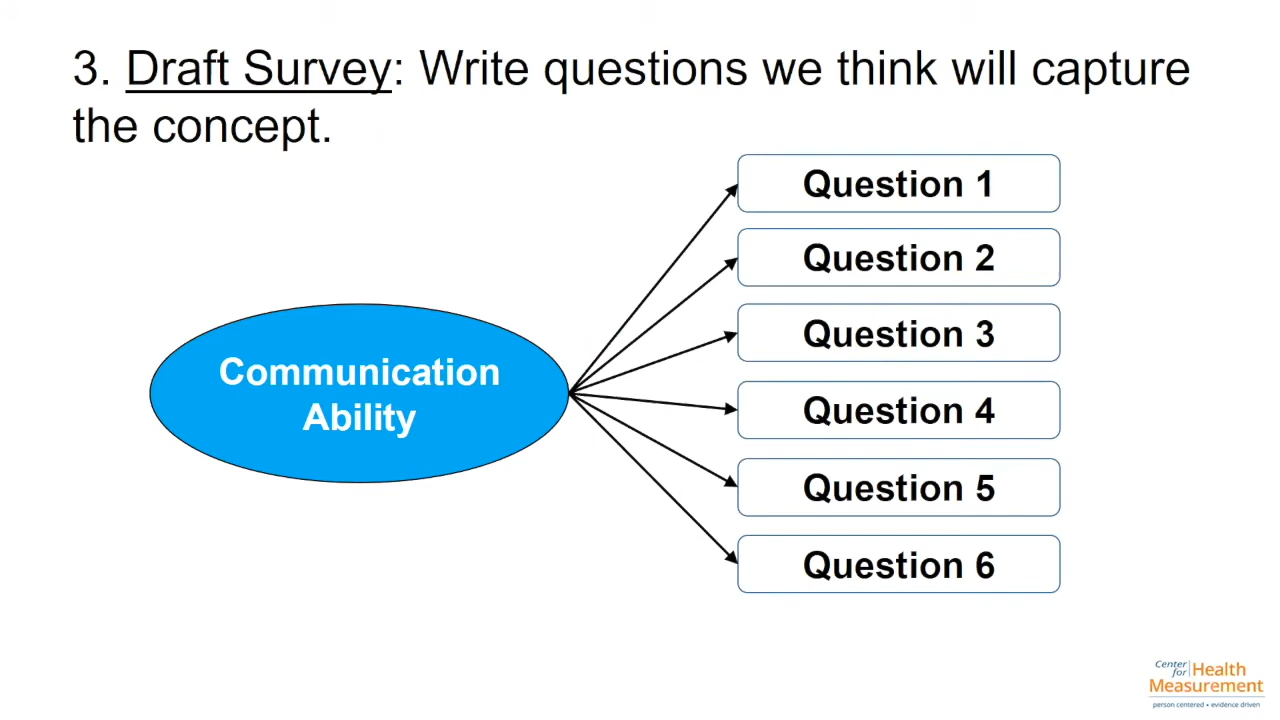 3. Draft Survey: Write questions we think will capture
the concept.
Communication
Ability
Question 1
Question 2
Question 3
Question 4
Question 5
Question 6
Center
for Health
Measurement
person centered • evidence driven